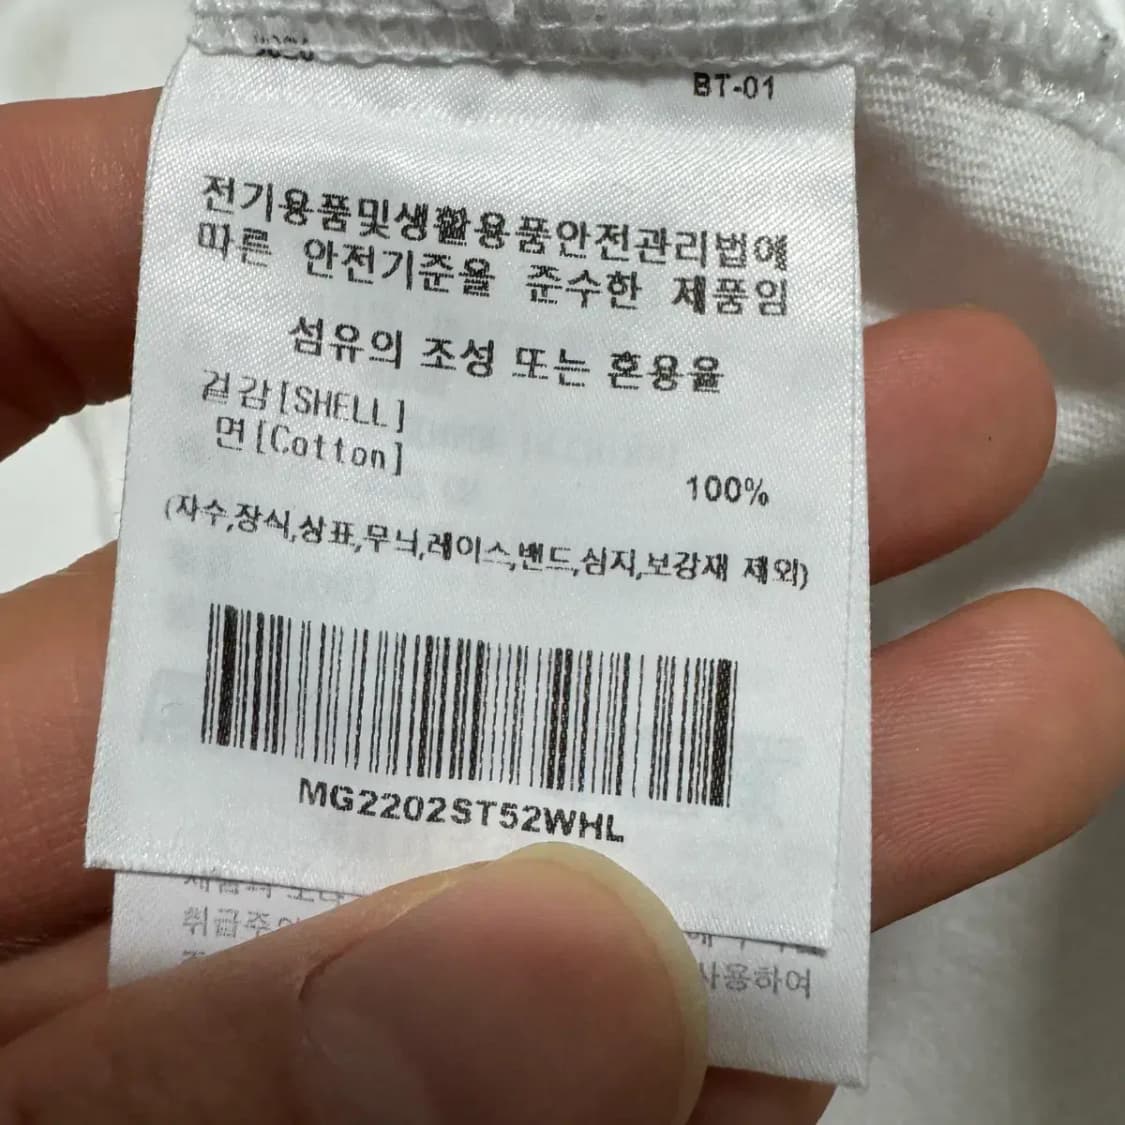 BT-01
전기용품및생활용품안전관리법에
따른 안전기준을 준수한 제품임
섬유의 조성 또는 혼용율
겉감[SHELL]
면[Cotton]
100%
(자수,장식,상표,무늬,레이스,밴드,심지,보강재 제외)
MG2202ST52WHL
사용하여